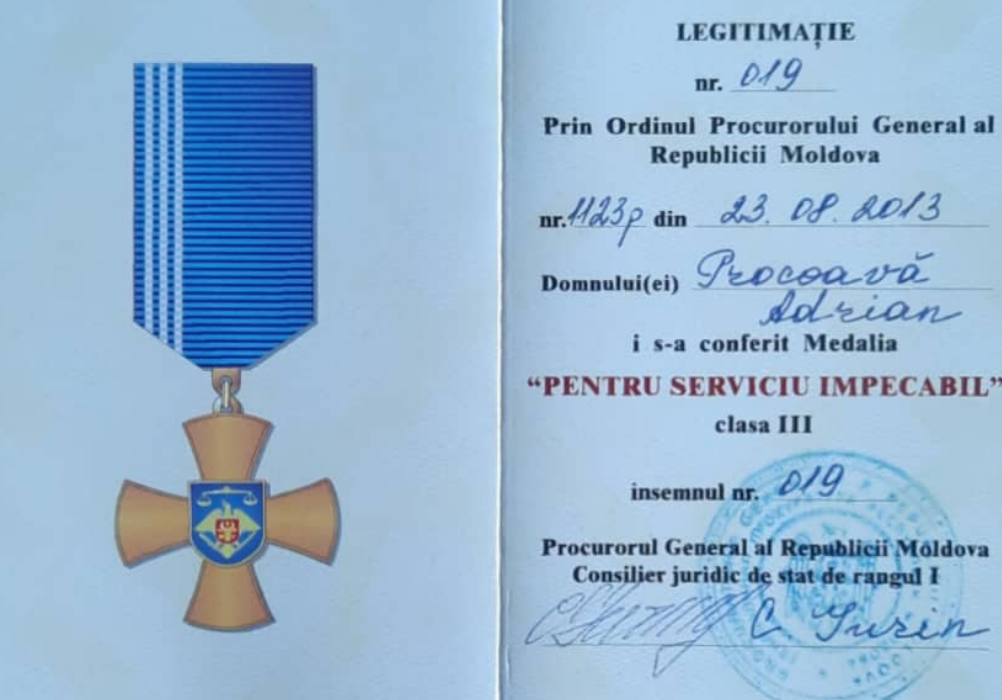 LEGITIMAȚIE
nr. 019
Prin Ordinul Procurorului General al
Republicii Moldova
nr. 1123p din 23.08.2013
Domnului(ei) Procoavă
Adrian
i s-a conferit Medalia
“PENTRU SERVICIU IMPECABIL”
clasa III
insemnul nr. 019
Procurorul General al Republicii Moldova
Consilier juridic de stat de rangul I
C Gurin